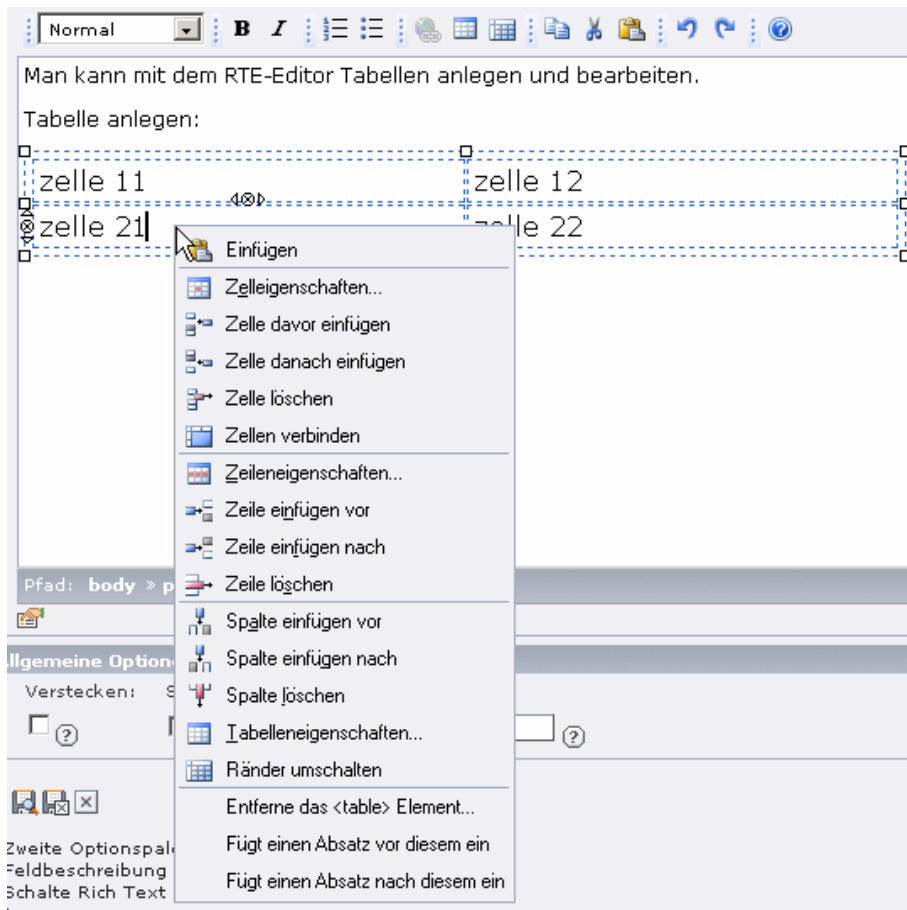 Normal B I
Man kann mit dem RTE-Editor Tabellen anlegen und bearbeiten.
Tabelle anlegen:
zelle 11 zelle 12
zelle 21 zelle 22
Einfügen
Zelleigenschaften...
Zelle davor einfügen
Zelle danach einfügen
Zelle löschen
Zellen verbinden
Zeileneigenschaften...
Zeile einfügen vor
Zeile einfügen nach
Zeile löschen
Spalte einfügen vor
Spalte einfügen nach
Spalte löschen
Tabelleneigenschaften...
Ränder umschalten
Entferne das <table> Element...
Fügt einen Absatz vor diesem ein
Fügt einen Absatz nach diesem ein
Pfad: body » p
llgemeine Option
Verstecken: S
Zweite Optionspal
Feldbeschreibung
Schalte Rich Text